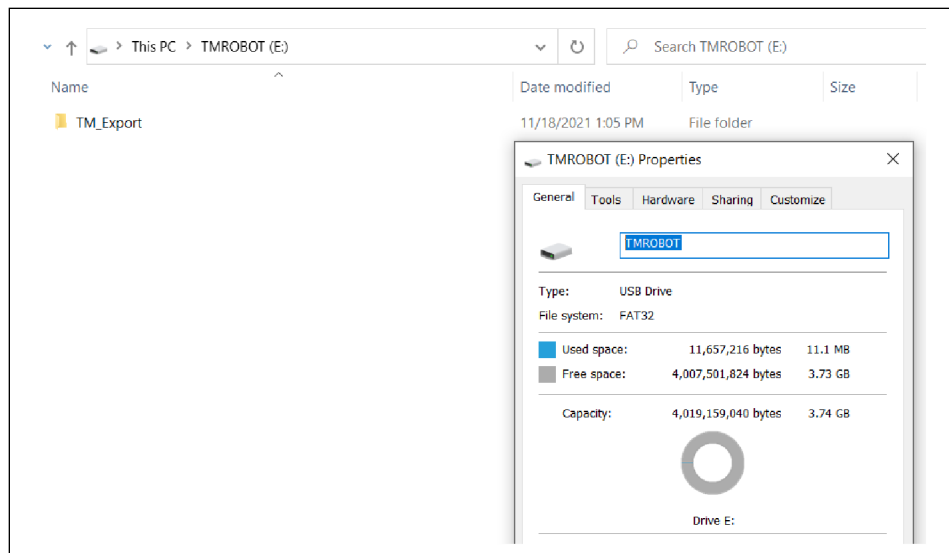 This PC > TMROBOT (E:)
Search TMROBOT (E:)
Name Date modified Type Size
TM_Export 11/18/2021 1:05 PM File folder
TMROBOT (E:) Properties
General Tools Hardware Sharing Customize
TMROBOT
Type: USB Drive
File system: FAT32
Used space: 11,657,216 bytes 11.1 MB
Free space: 4,007,501,824 bytes 3.73 GB
Capacity: 4,019,159,040 bytes 3.74 GB
Drive E: